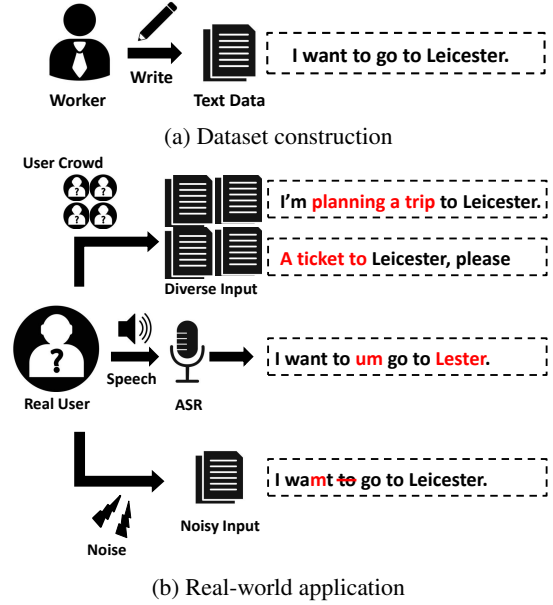 I want to go to Leicester.
Write
Worker
Text Data
(a) Dataset construction
User Crowd
? ?
? ?
I'm planning a trip to Leicester.
A ticket to Leicester, please
Diverse Input
?
I want to um go to Lester.
Speech
Real User
ASR
I wamt to go to Leicester.
Noisy Input
Noise
(b) Real-world application